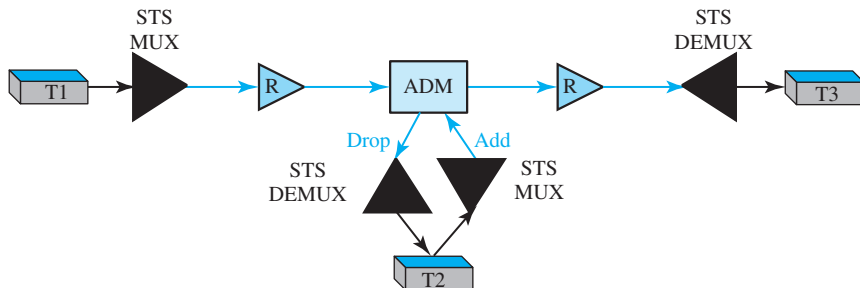 STS
MUX
STS
DEMUX
T1
R
ADM
R
T3
Drop
Add
STS
DEMUX
STS
MUX
T2